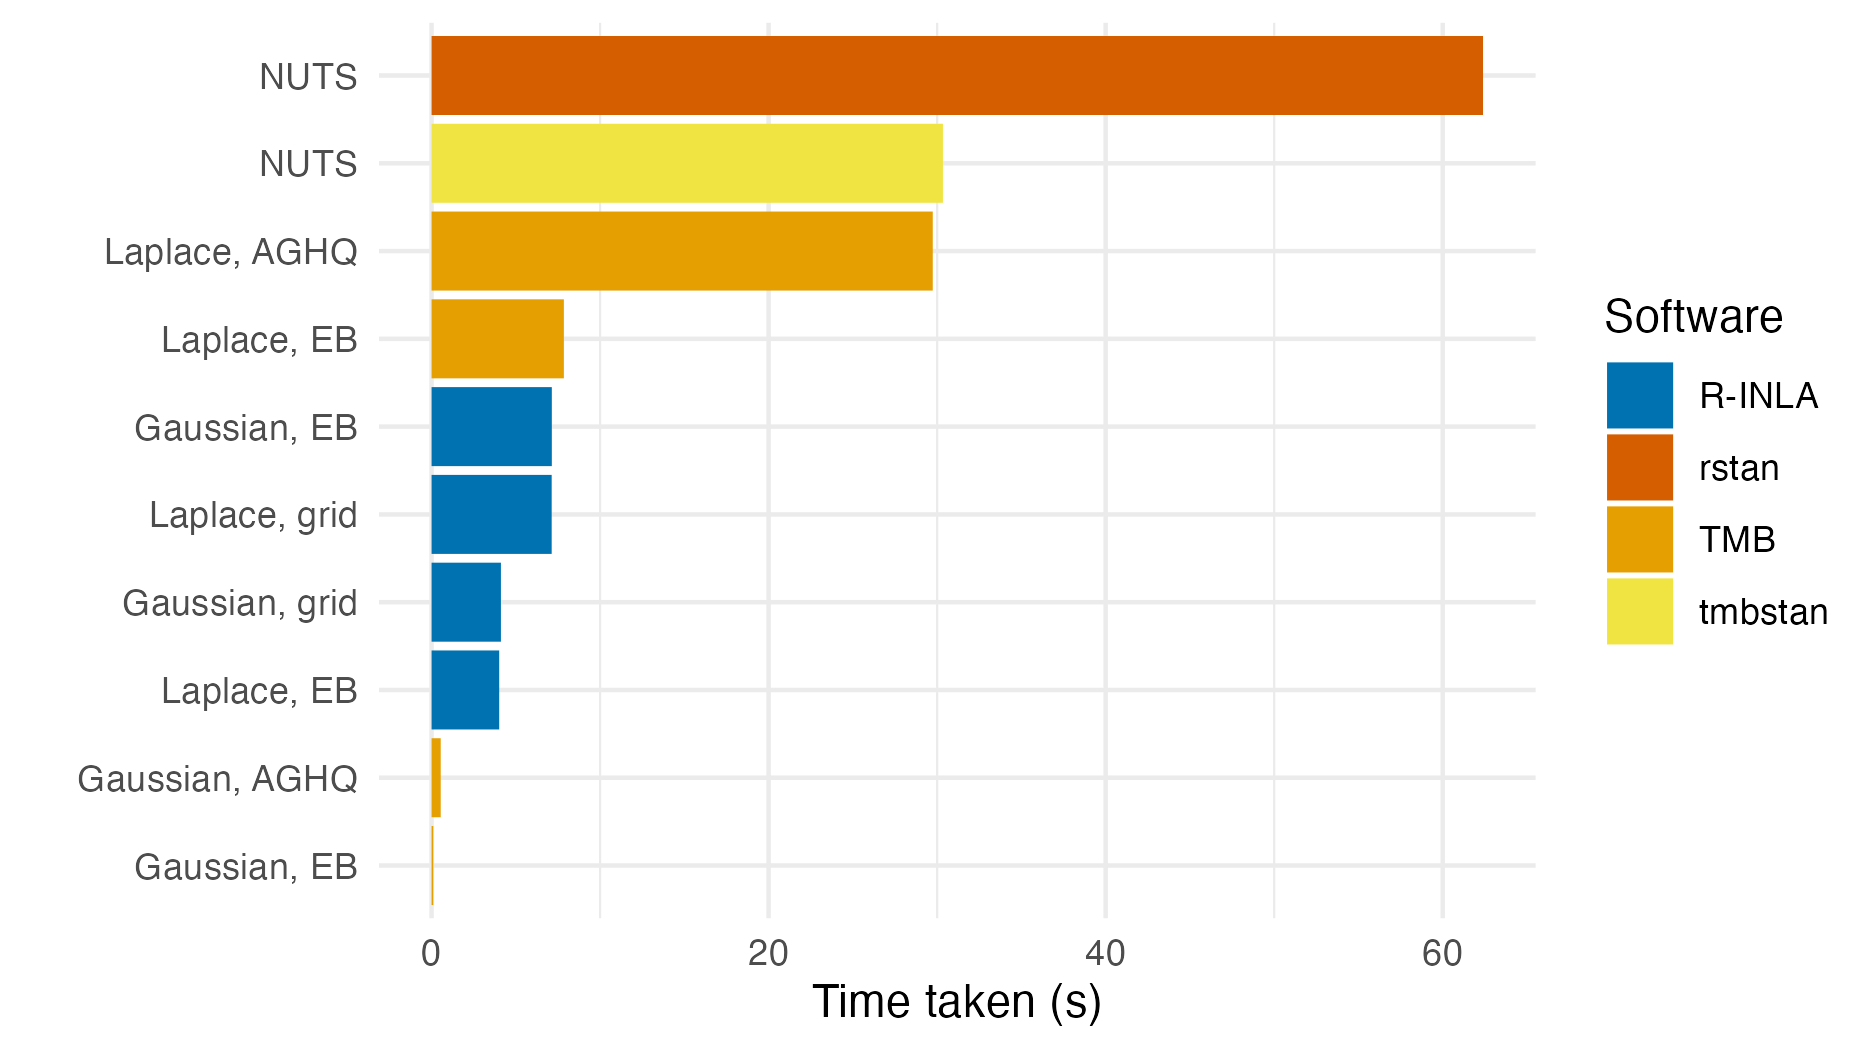 NUTS
NUTS
Laplace, AGHQ
Laplace, EB
Gaussian, EB
Laplace, grid
Gaussian, grid
Laplace, EB
Gaussian, AGHQ
Gaussian, EB
0 20 40 60
Time taken (s)
Software
R-INLA
rstan
TMB
tmbstan